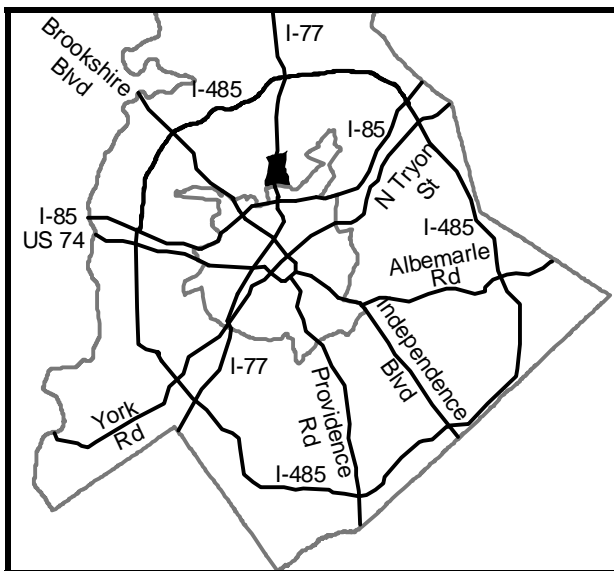 I-77
Brookshire
Blvd
I-485
I-85
N Tryon
St
I-85
US 74
I-485
Albemarle
Rd
Independence
Blvd
I-77
Providence
Rd
York
Rd
I-485